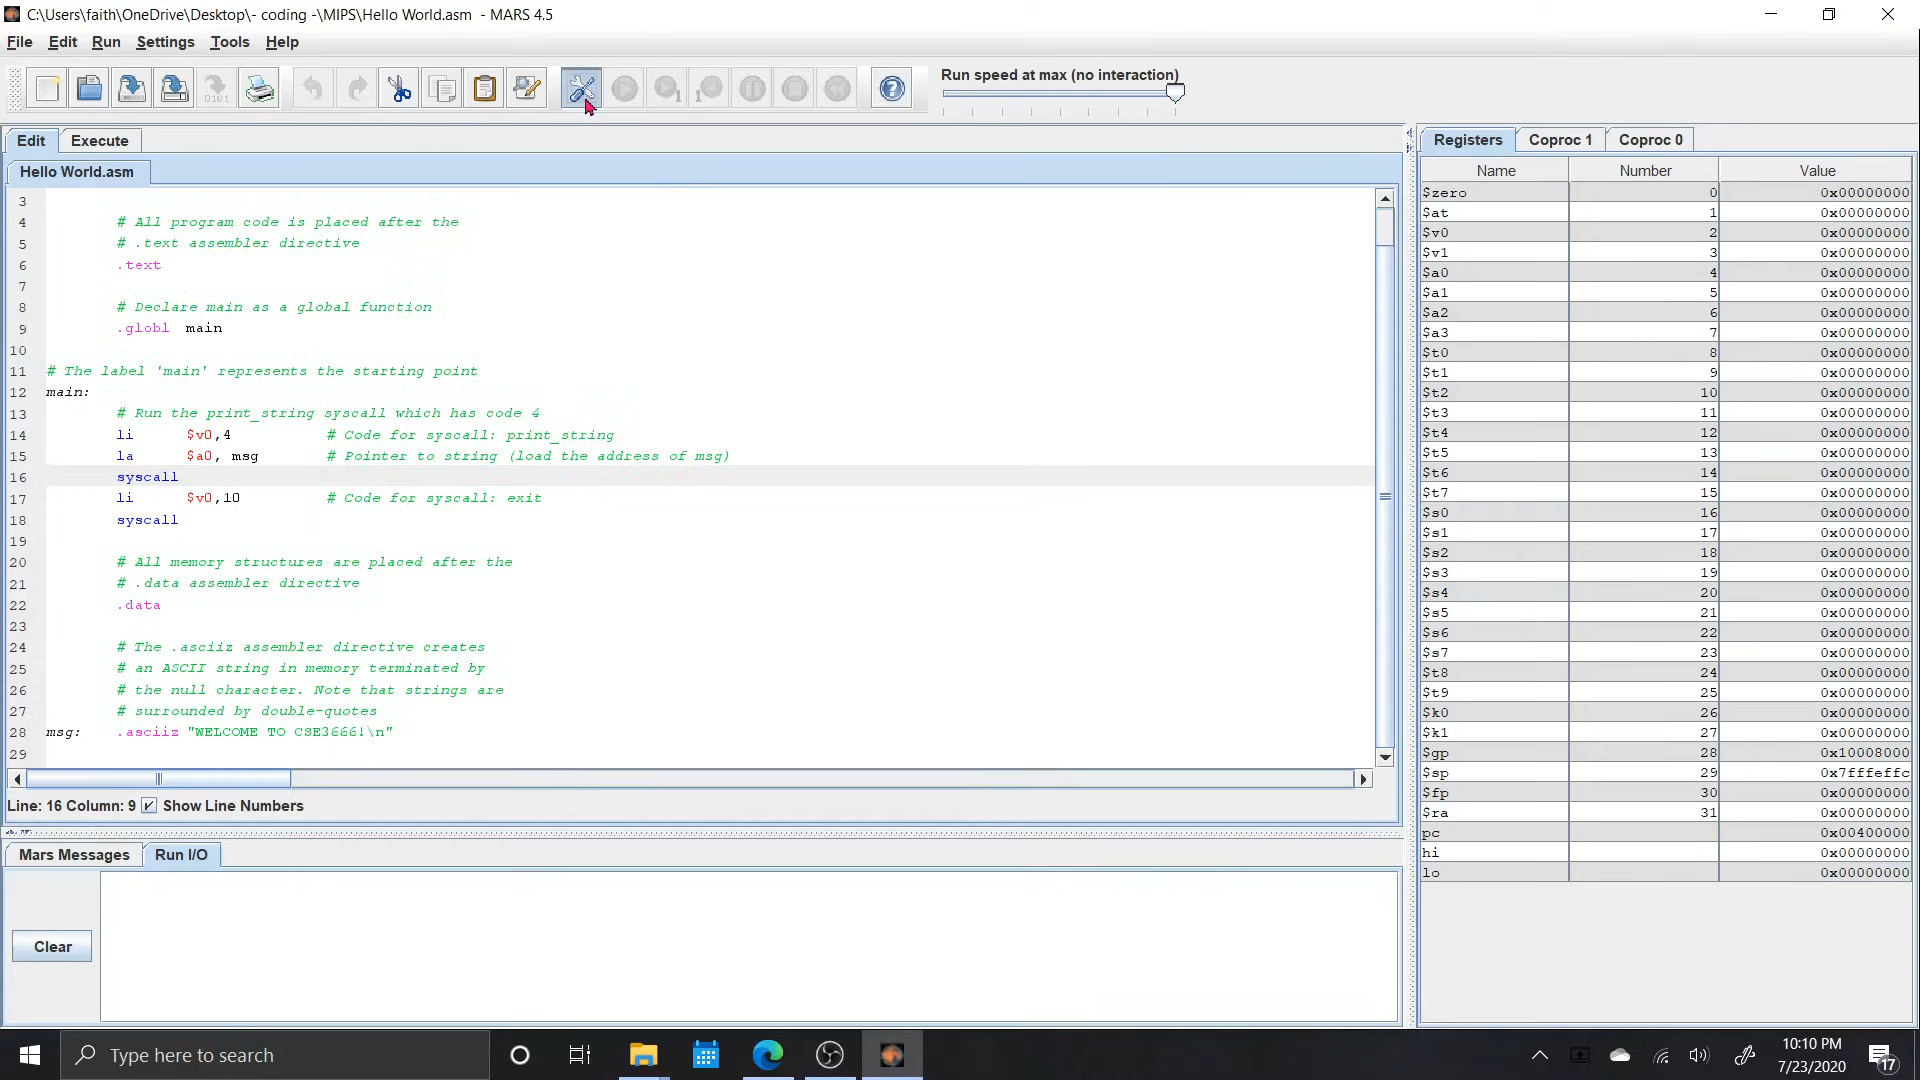 C:\Users\faith\OneDrive\Desktop\- coding -\MIPS\Hello World.asm - MARS 4.5
File Edit Run Settings Tools Help
Run speed at max (no interaction)
Edit Execute
Hello World.asm
3
4 # All program code is placed after the
5 # .text assembler directive
6 .text
7
8 # Declare main as a global function
9 .globl main
10
11 # The label 'main' represents the starting point
12 main:
13 # Run the print_string syscall which has code 4
14 li $v0,4 # Code for syscall: print_string
15 la $a0, msg # Pointer to string (load the address of msg)
16 syscall
17 li $v0,10 # Code for syscall: exit
18 syscall
19
20 # All memory structures are placed after the
21 # .data assembler directive
22 .data
23
24 # The .asciiz assembler directive creates
25 # an ASCII string in memory terminated by
26 # the null character. Note that strings are
27 # surrounded by double-quotes
28 msg: .asciiz "WELCOME TO CSE3666!\n"
29
Line: 16 Column: 9 Show Line Numbers
Mars Messages Run I/O
Clear
Registers Coproc 1 Coproc 0
Name Number Value
$zero 0 0x00000000
$at 1 0x00000000
$v0 2 0x00000000
$v1 3 0x00000000
$a0 4 0x00000000
$a1 5 0x00000000
$a2 6 0x00000000
$a3 7 0x00000000
$t0 8 0x00000000
$t1 9 0x00000000
$t2 10 0x00000000
$t3 11 0x00000000
$t4 12 0x00000000
$t5 13 0x00000000
$t6 14 0x00000000
$t7 15 0x00000000
$s0 16 0x00000000
$s1 17 0x00000000
$s2 18 0x00000000
$s3 19 0x00000000
$s4 20 0x00000000
$s5 21 0x00000000
$s6 22 0x00000000
$s7 23 0x00000000
$t8 24 0x00000000
$t9 25 0x00000000
$k0 26 0x00000000
$k1 27 0x00000000
$gp 28 0x10008000
$sp 29 0x7fffeffc
$fp 30 0x00000000
$ra 31 0x00000000
pc 0x00400000
hi 0x00000000
lo 0x00000000
Type here to search
10:10 PM
7/23/2020
17